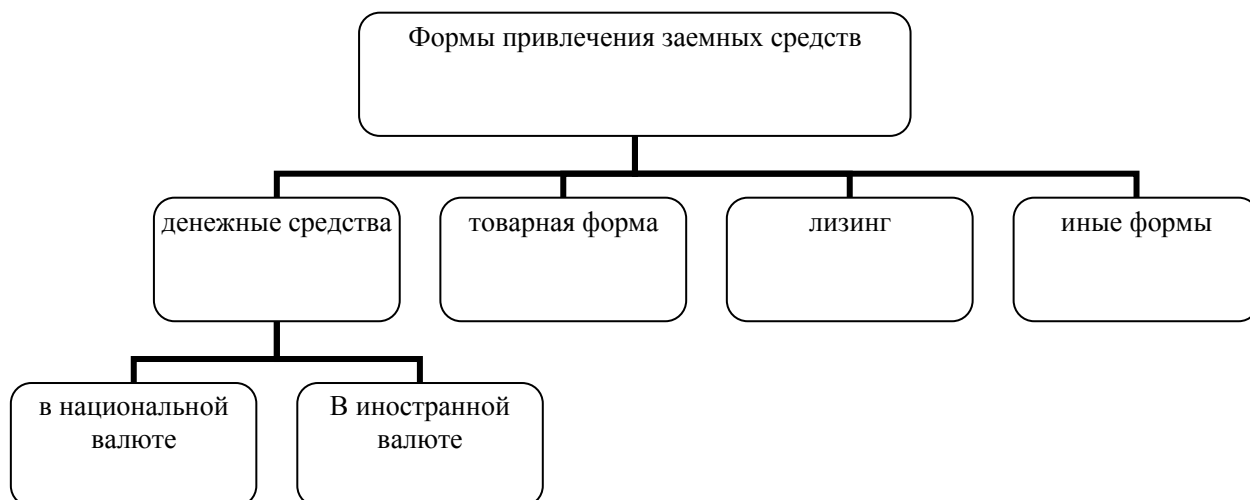 Формы привлечения заемных средств
денежные средства
товарная форма
лизинг
иные формы
в национальной
валюте
В иностранной
валюте